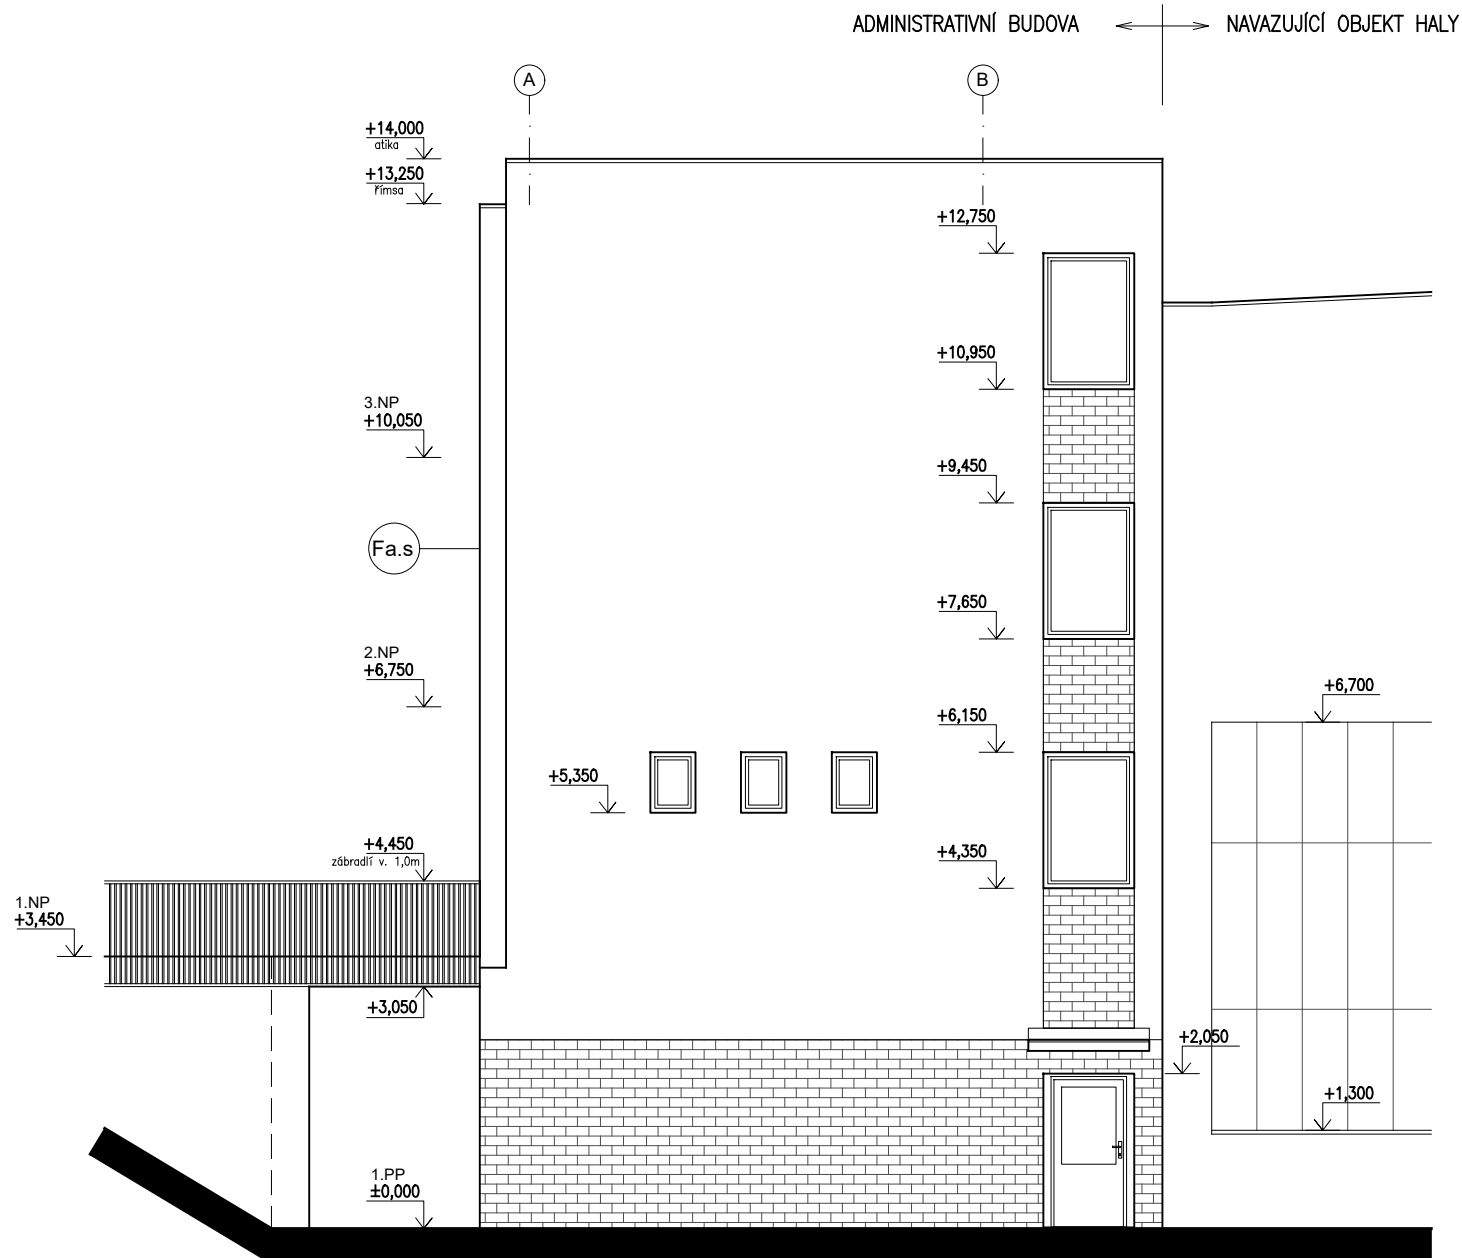 ADMINISTRATIVNÍ BUDOVA
NAVAZUJÍCÍ OBJEKT HALY
A
B
+14,000
atika
+13,250
římsa
+12,750
+10,950
3.NP
+10,050
+9,450
Fa.s
+7,650
2.NP
+6,750
+6,700
+6,150
+5,350
+4,450
zábradlí v. 1,0m
+4,350
1.NP
+3,450
+3,050
+2,050
+1,300
1.PP
±0,000